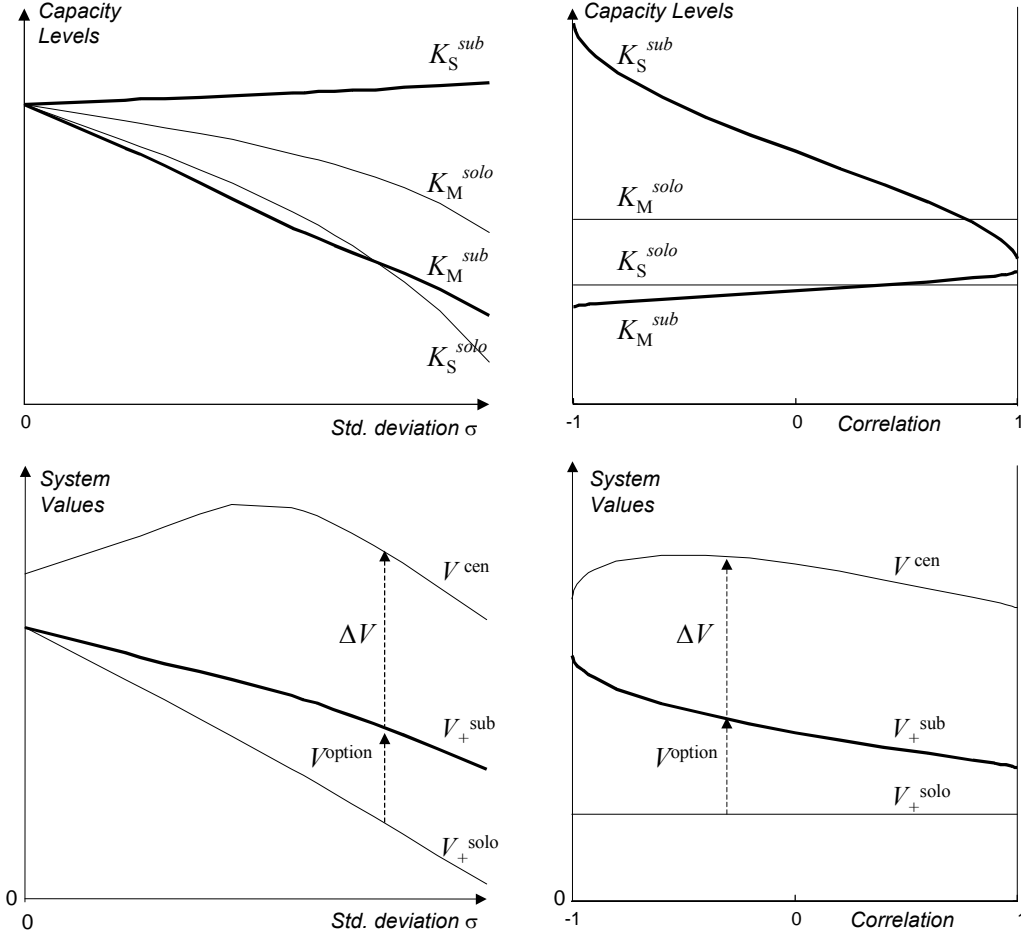 Capacity
Levels
K_S^sub
K_M^solo
K_M^sub
K_S^solo
0
Std. deviation σ
Capacity Levels
K_S^sub
K_M^solo
K_S^solo
K_M^sub
-1
0
1
Correlation
System
Values
V^cen
ΔV
V_+^sub
V^option
V_+^solo
0
0
Std. deviation σ
System
Values
V^cen
ΔV
V_+^sub
V^option
V_+^solo
0
-1
0
1
Correlation